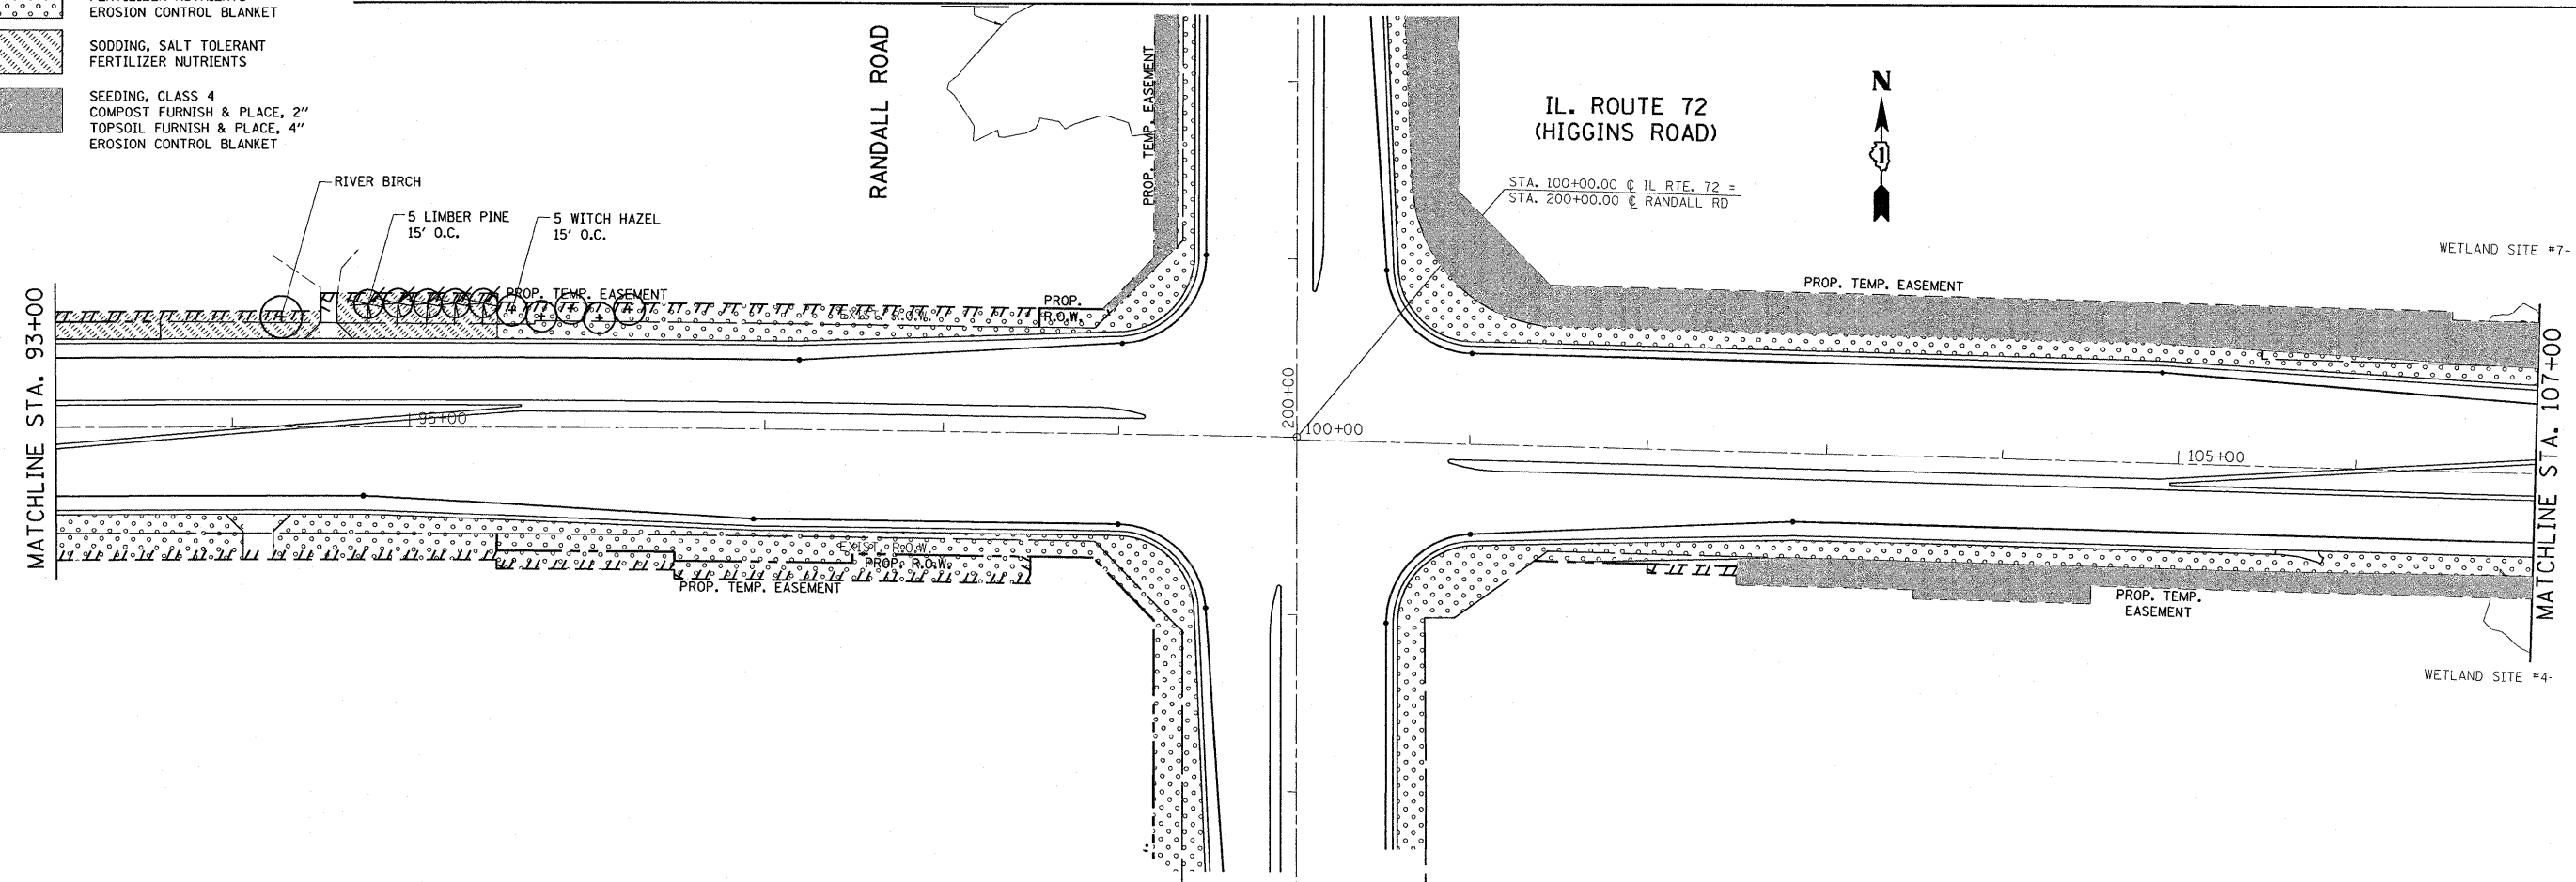 EROSION CONTROL BLANKET
SODDING, SALT TOLERANT
FERTILIZER NUTRIENTS
SEEDING, CLASS 4
COMPOST FURNISH & PLACE, 2"
TOPSOIL FURNISH & PLACE, 4"
EROSION CONTROL BLANKET
RANDALL ROAD
PROP. TEMP. EASEMENT
IL. ROUTE 72
(HIGGINS ROAD)
N
STA. 100+00.00 ℄ IL RTE. 72 =
STA. 200+00.00 ℄ RANDALL RD
RIVER BIRCH
5 LIMBER PINE
15' O.C.
5 WITCH HAZEL
15' O.C.
WETLAND SITE #7-
PROP. TEMP. EASEMENT
PROP. TEMP. EASEMENT
PROP.
R.O.W.
EXIST. R.O.W.
MATCHLINE STA. 93+00
MATCHLINE STA. 107+00
95+00
200+00
100+00
105+00
EXIST. R.O.W.
PROP. R.O.W.
PROP. TEMP. EASEMENT
PROP. TEMP.
EASEMENT
WETLAND SITE #4-